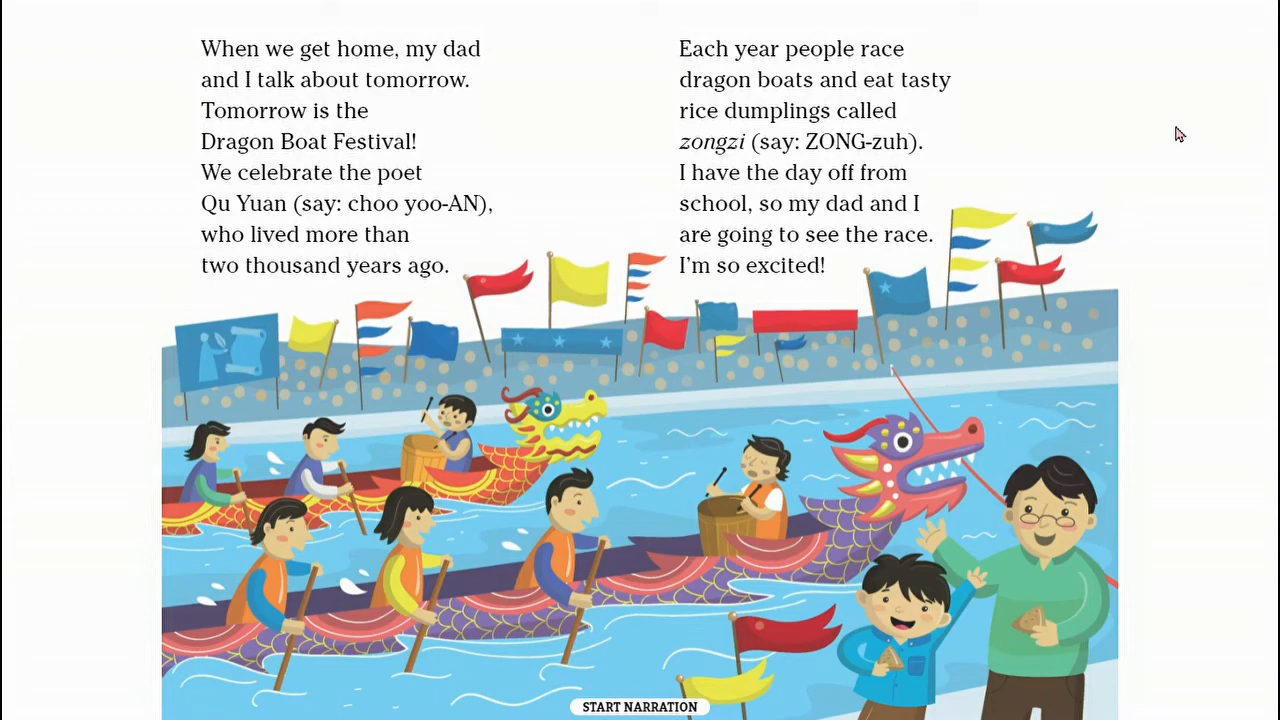 When we get home, my dad
and I talk about tomorrow.
Tomorrow is the
Dragon Boat Festival!
We celebrate the poet
Qu Yuan (say: choo yoo-AN),
who lived more than
two thousand years ago.
Each year people race
dragon boats and eat tasty
rice dumplings called
zongzi (say: ZONG-zuh).
I have the day off from
school, so my dad and I
are going to see the race.
I'm so excited!
START NARRATION